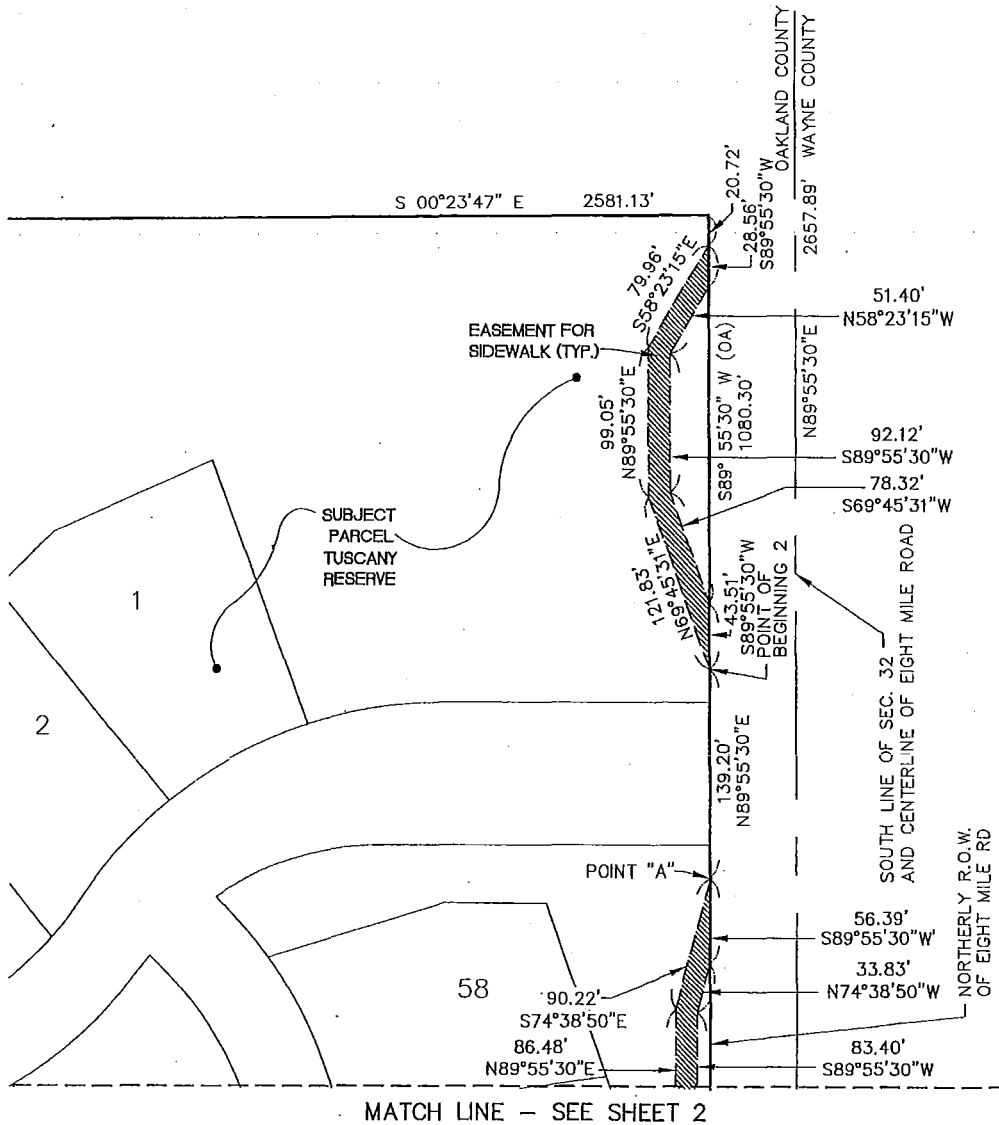 OAKLAND COUNTY
WAYNE COUNTY
2657.89'
N89°55'30"E
20.72'
28.56'
S89°55'30"W
S 00°23'47" E 2581.13'
79.96'
S58°23'15"E
51.40'
N58°23'15"W
EASEMENT FOR
SIDEWALK (TYP.)
99.05'
N89°55'30"E
S89° 55'30" W (OA)
1080.30'
92.12'
S89°55'30"W
78.32'
S69°45'31"W
SUBJECT
PARCEL
TUSCANY
RESERVE
121.83'
N69°45'31"E
43.51'
S89°55'30"W
POINT OF
BEGINNING 2
1
2
139.20'
N89°55'30"E
SOUTH LINE OF SEC. 32
AND CENTERLINE OF EIGHT MILE ROAD
POINT "A"
NORTHERLY R.O.W.
OF EIGHT MILE RD
56.39'
S89°55'30"W'
33.83'
N74°38'50"W
58
90.22'
S74°38'50"E
86.48'
N89°55'30"E
83.40'
S89°55'30"W
MATCH LINE – SEE SHEET 2